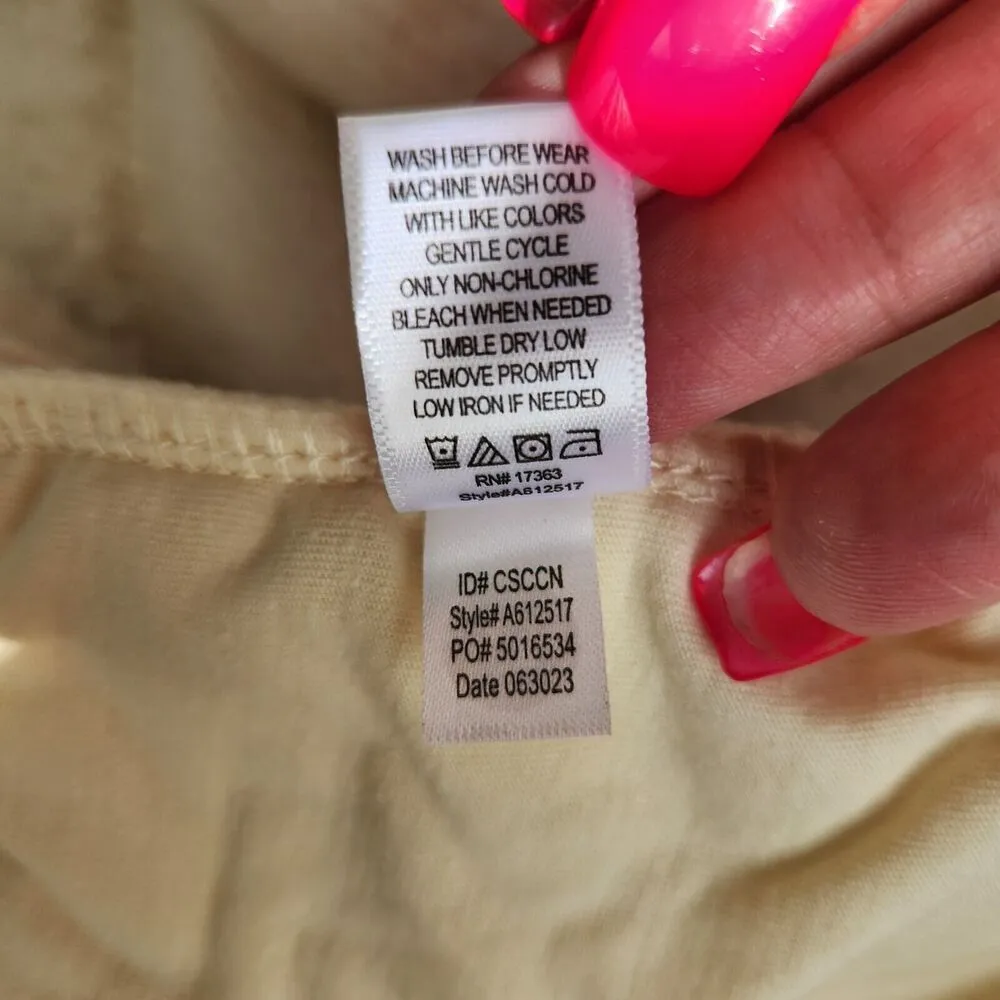 WASH BEFORE WEAR
MACHINE WASH COLD
WITH LIKE COLORS
GENTLE CYCLE
ONLY NON-CHLORINE
BLEACH WHEN NEEDED
TUMBLE DRY LOW
REMOVE PROMPTLY
LOW IRON IF NEEDED
RN# 17363
Style#A612517
ID# CSCCN
Style# A612517
PO# 5016534
Date 063023